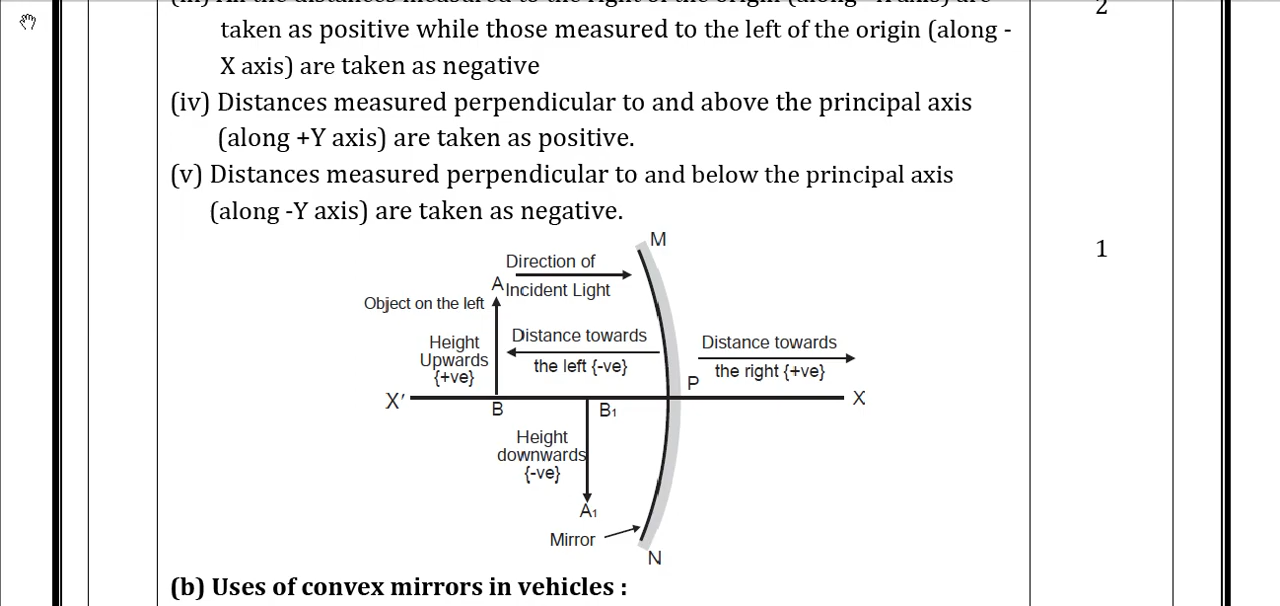 taken as positive while those measured to the left of the origin (along -
X axis) are taken as negative
2
(iv) Distances measured perpendicular to and above the principal axis
(along +Y axis) are taken as positive.
(v) Distances measured perpendicular to and below the principal axis
(along -Y axis) are taken as negative.
1
M
Direction of
A
Incident Light
Object on the left
Height
Upwards
{+ve}
Distance towards
the left {-ve}
Distance towards
the right {+ve}
P
X'
B
B1
X
Height
downwards
{-ve}
A1
Mirror
N
(b) Uses of convex mirrors in vehicles :